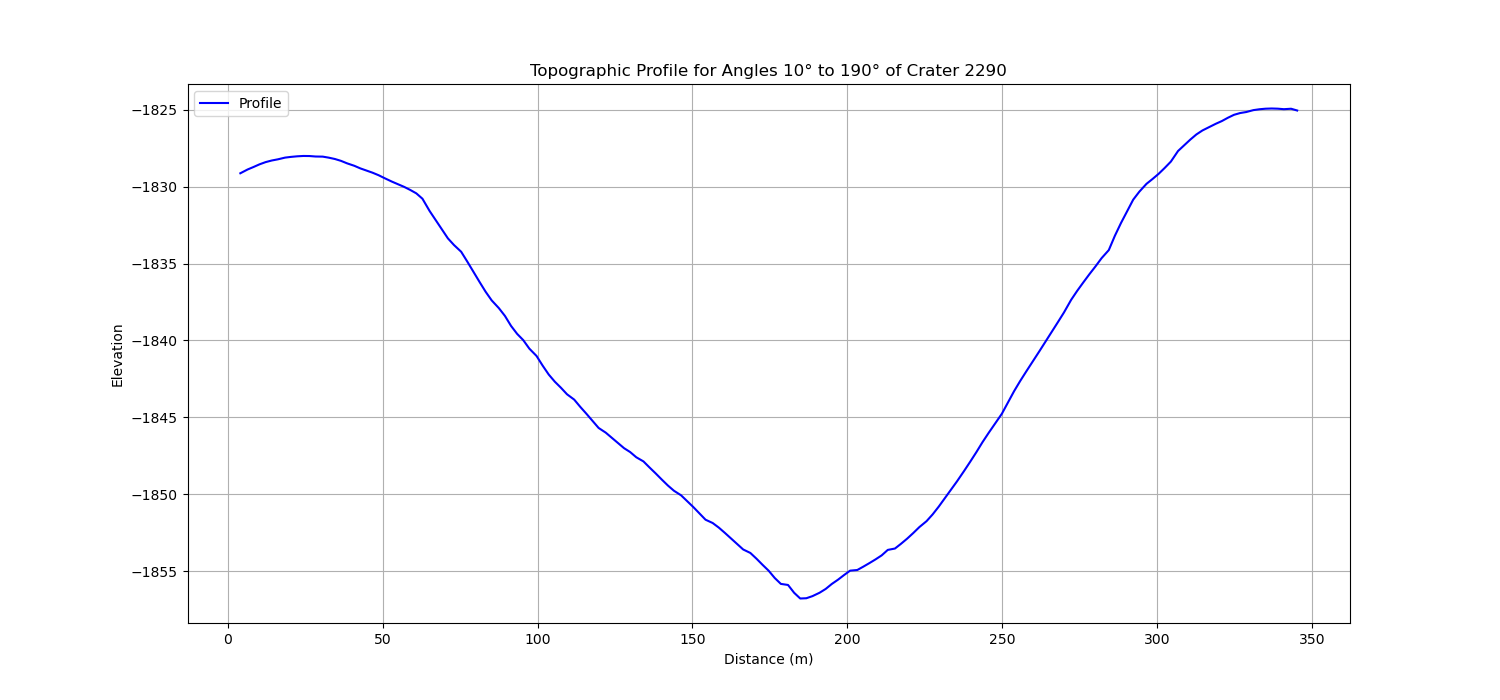 Topographic Profile for Angles 10° to 190° of Crater 2290
Profile
−1825
−1830
−1835
−1840
−1845
−1850
−1855
Elevation
0 50 100 150 200 250 300 350
Distance (m)